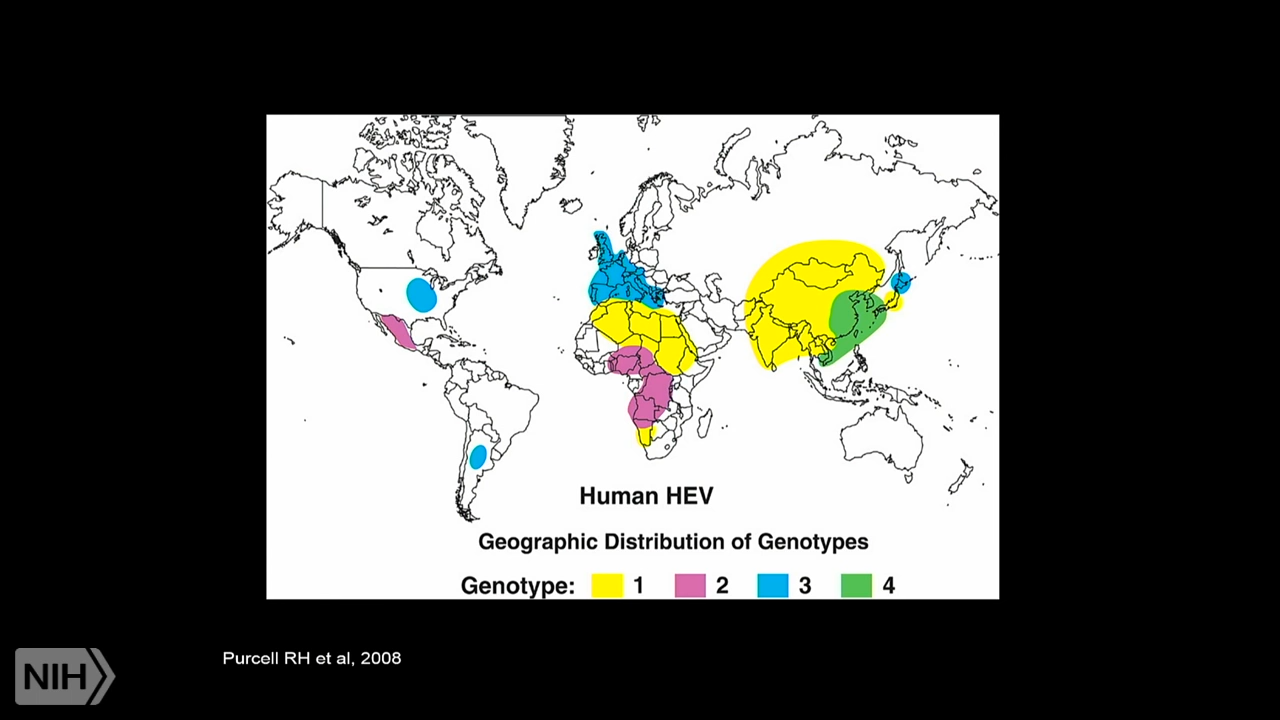 Human HEV
Geographic Distribution of Genotypes
Genotype: 1 2 3 4
Purcell RH et al, 2008
NIH